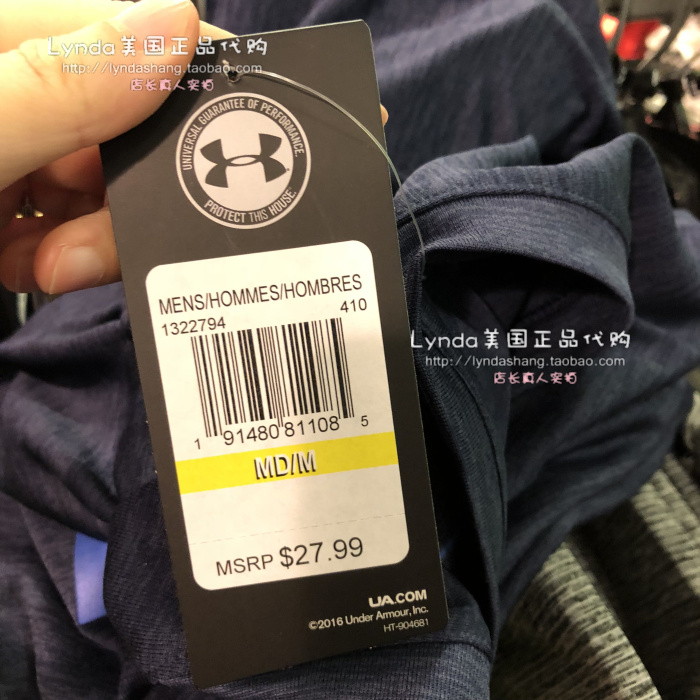 Lynda美国正品代购
http://lyndashang.taobao.com
店长真人实拍
UNIVERSAL GUARANTEE OF PERFORMANCE.
PROTECT THIS HOUSE.
MENS/HOMMES/HOMBRES
1322794 410
1 91480 81108 5
MD/M
MSRP $27.99
UA.COM
©2016 Under Armour, Inc.
HT-904681
Lynda美国正品代购
http://lyndashang.taobao.com
店长真人实拍